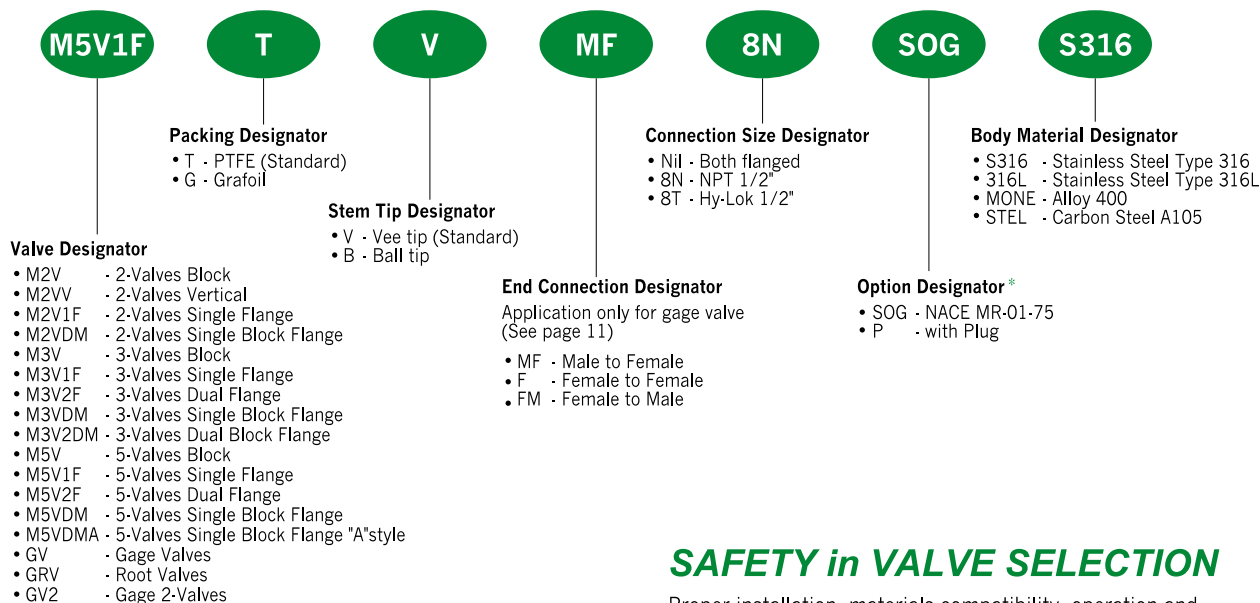 M5V1F T V MF 8N SOG S316
Packing Designator
• T - PTFE (Standard)
• G - Grafoil
Connection Size Designator
• Nil - Both flanged
• 8N - NPT 1/2"
• 8T - Hy-Lok 1/2"
Body Material Designator
• S316 - Stainless Steel Type 316
• 316L - Stainless Steel Type 316L
• MONE - Alloy 400
• STEL - Carbon Steel A105
Stem Tip Designator
• V - Vee tip (Standard)
• B - Ball tip
Valve Designator
• M2V - 2-Valves Block
• M2VV - 2-Valves Vertical
• M2V1F - 2-Valves Single Flange
• M2VDM - 2-Valves Single Block Flange
• M3V - 3-Valves Block
• M3V1F - 3-Valves Single Flange
• M3V2F - 3-Valves Dual Flange
• M3VDM - 3-Valves Single Block Flange
• M3V2DM - 3-Valves Dual Block Flange
• M5V - 5-Valves Block
• M5V1F - 5-Valves Single Flange
• M5V2F - 5-Valves Dual Flange
• M5VDM - 5-Valves Single Block Flange
• M5VDMA - 5-Valves Single Block Flange "A"style
• GV - Gage Valves
• GRV - Root Valves
• GV2 - Gage 2-Valves
End Connection Designator
Application only for gage valve
(See page 11)
• MF - Male to Female
• F - Female to Female
• FM - Female to Male
Option Designator*
• SOG - NACE MR-01-75
• P - with Plug
SAFETY in VALVE SELECTION
Proper installation, materials compatibility, operation and